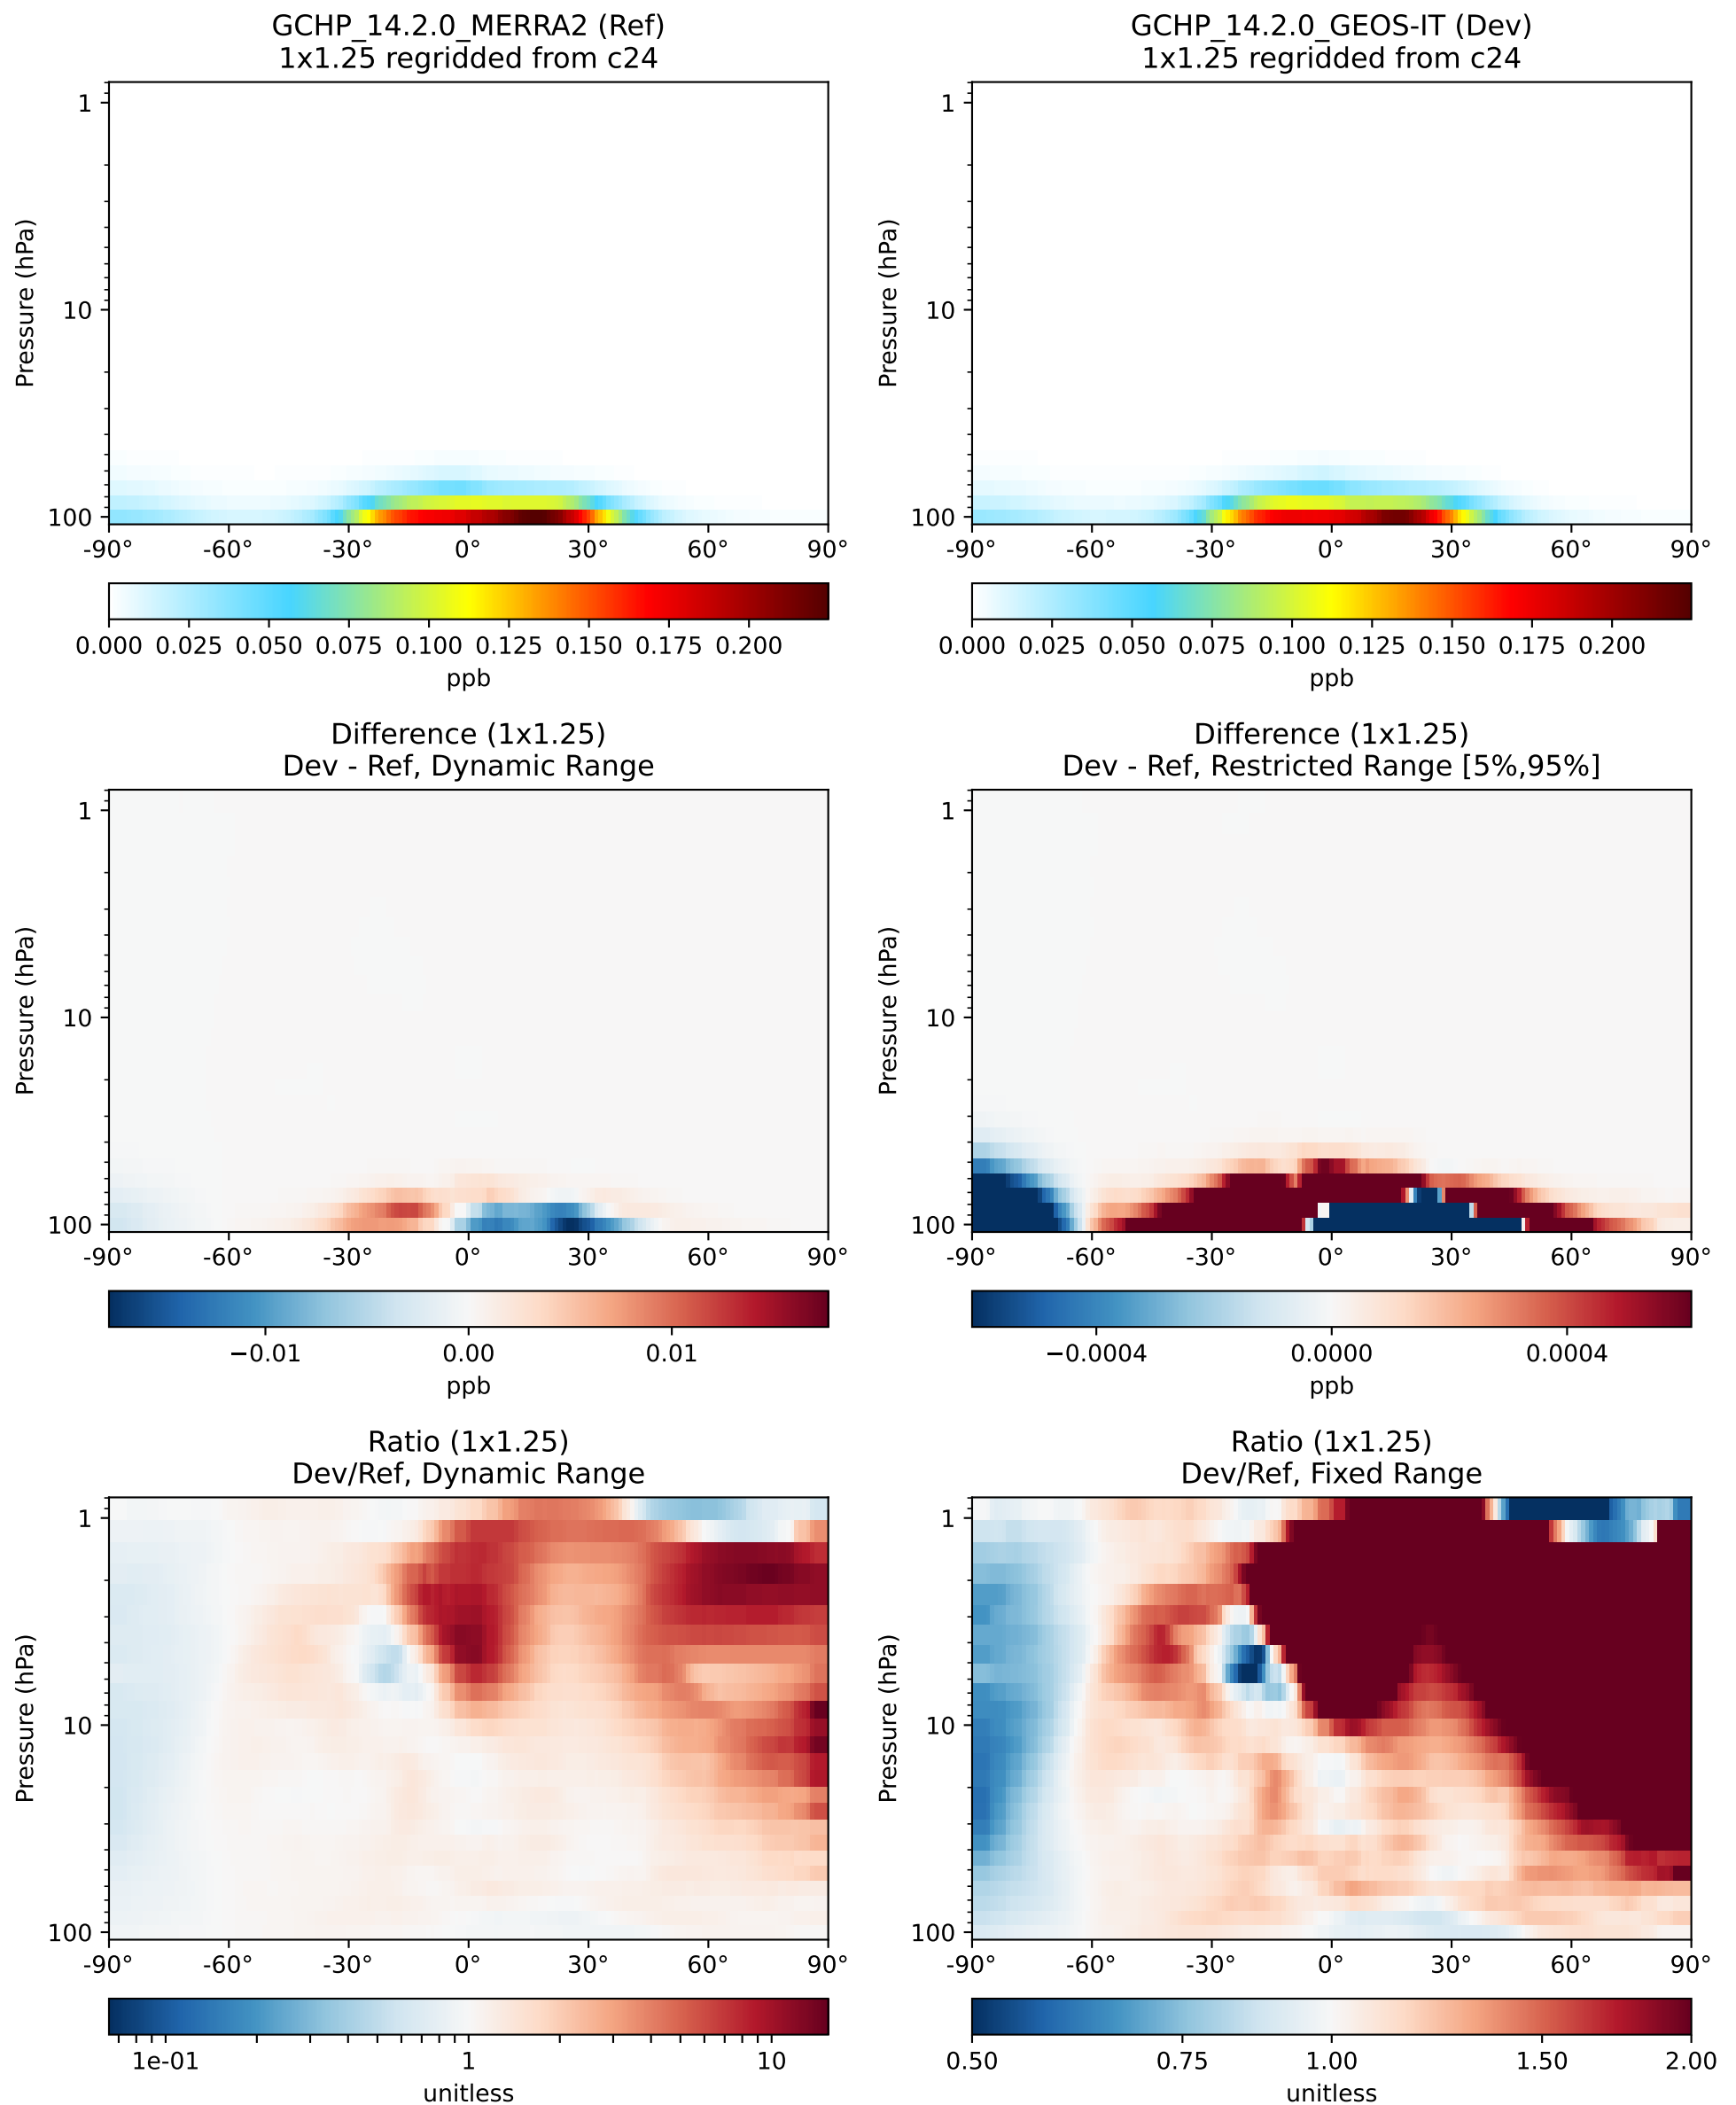 GCHP_14.2.0_MERRA2 (Ref)
1x1.25 regridded from c24
Pressure (hPa)
1
10
100
-90° -60° -30° 0° 30° 60° 90°
0.000 0.025 0.050 0.075 0.100 0.125 0.150 0.175 0.200
ppb
GCHP_14.2.0_GEOS-IT (Dev)
1x1.25 regridded from c24
Pressure (hPa)
1
10
100
-90° -60° -30° 0° 30° 60° 90°
0.000 0.025 0.050 0.075 0.100 0.125 0.150 0.175 0.200
ppb
Difference (1x1.25)
Dev - Ref, Dynamic Range
Pressure (hPa)
1
10
100
-90° -60° -30° 0° 30° 60° 90°
−0.01 0.00 0.01
ppb
Difference (1x1.25)
Dev - Ref, Restricted Range [5%,95%]
Pressure (hPa)
1
10
100
-90° -60° -30° 0° 30° 60° 90°
−0.0004 0.0000 0.0004
ppb
Ratio (1x1.25)
Dev/Ref, Dynamic Range
Pressure (hPa)
1
10
100
-90° -60° -30° 0° 30° 60° 90°
1e-01 1 10
unitless
Ratio (1x1.25)
Dev/Ref, Fixed Range
Pressure (hPa)
1
10
100
-90° -60° -30° 0° 30° 60° 90°
0.50 0.75 1.00 1.50 2.00
unitless